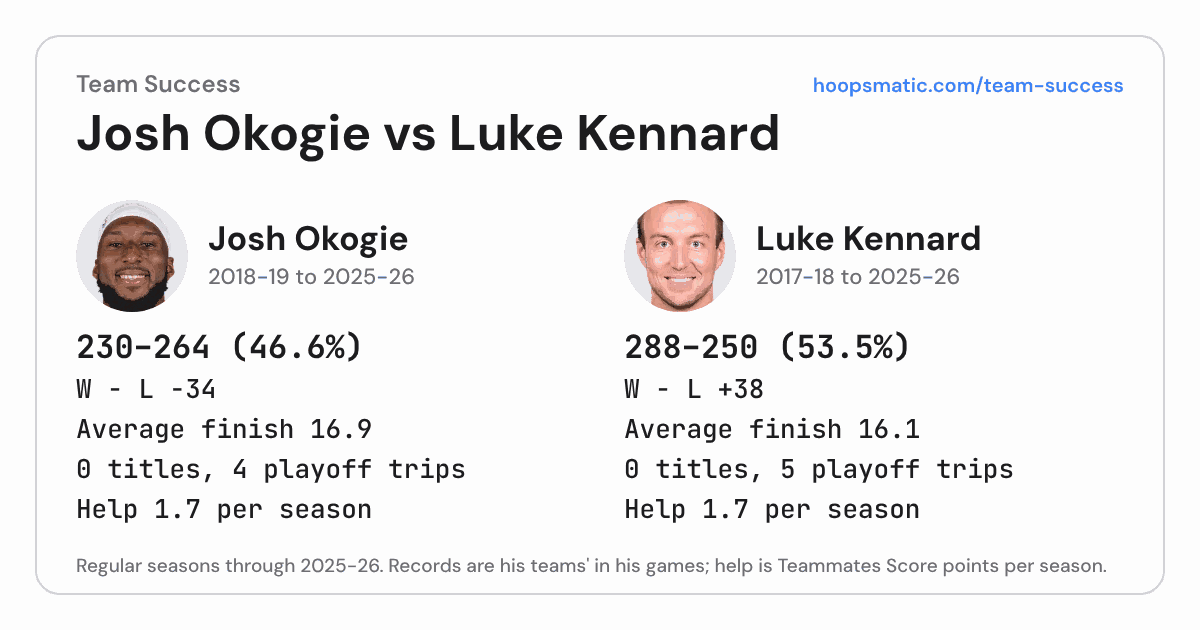 Team Success
hoopsmatic.com/team-success
Josh Okogie vs Luke Kennard
Josh Okogie
2018-19 to 2025-26
230-264 (46.6%)
W - L -34
Average finish 16.9
0 titles, 4 playoff trips
Help 1.7 per season
Luke Kennard
2017-18 to 2025-26
288-250 (53.5%)
W - L +38
Average finish 16.1
0 titles, 5 playoff trips
Help 1.7 per season
Regular seasons through 2025-26. Records are his teams' in his games; help is Teammates Score points per season.